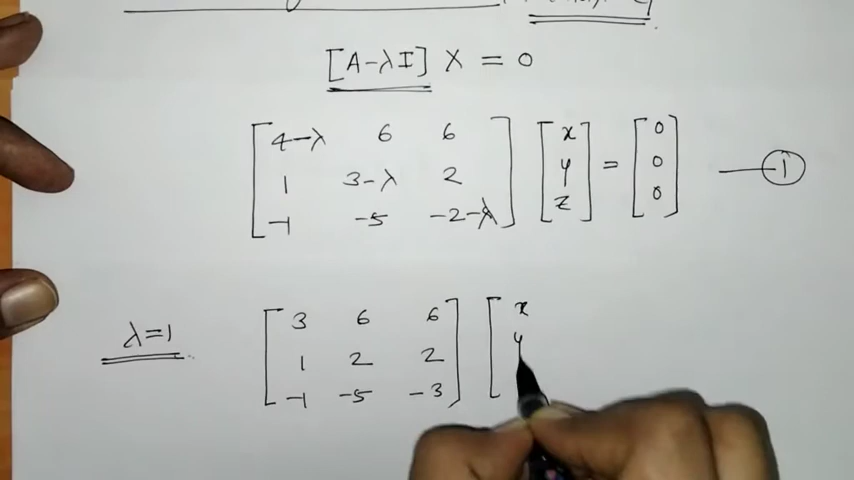 [A-λI] X = 0
[4-λ 6 6] [x] [0]
[1 3-λ 2] [y] = [0] — ①
[-1 -5 -2-λ] [z] [0]
λ=1 [3 6 6] [x
[1 2 2] [y
[-1 -5 -3] [